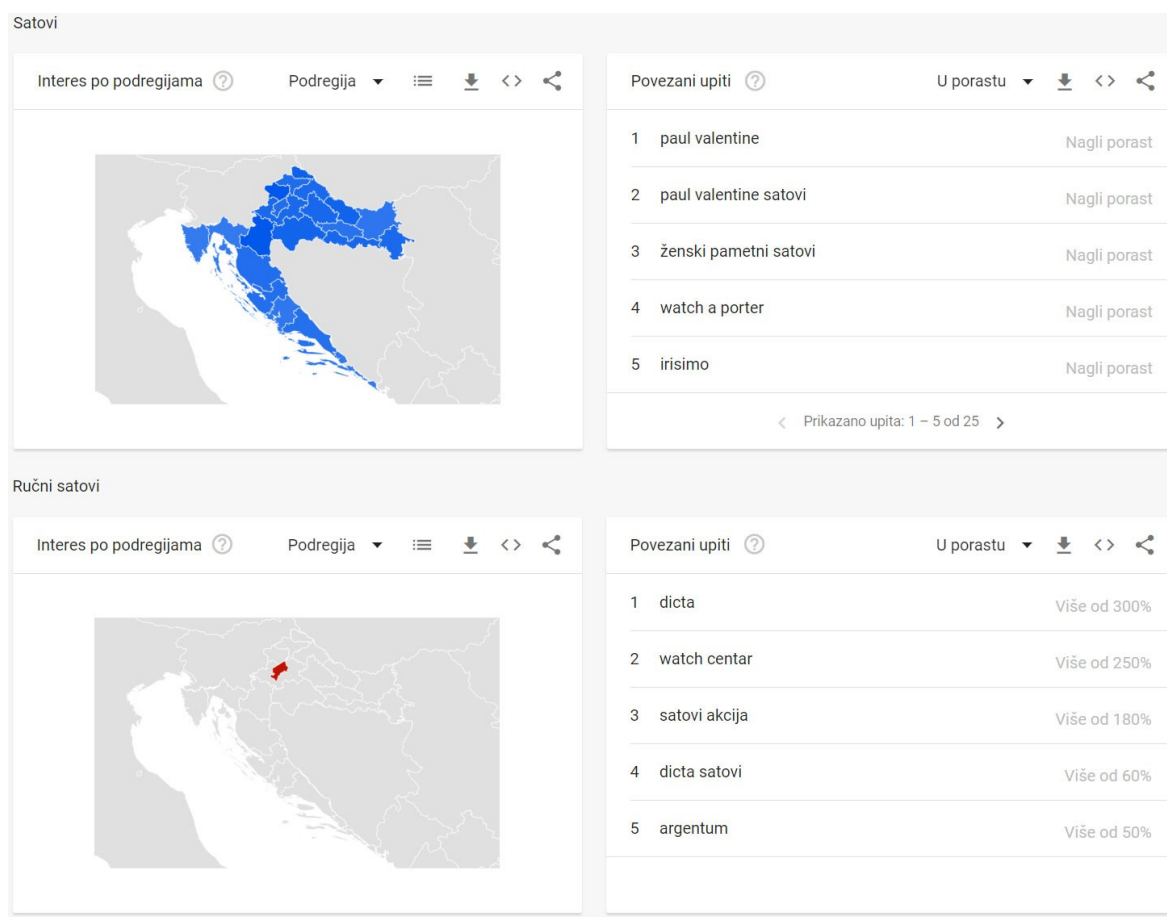 Satovi
Interes po podregijama
Podregija
Povezani upiti
U porastu
1 paul valentine Nagli porast
2 paul valentine satovi Nagli porast
3 ženski pametni satovi Nagli porast
4 watch a porter Nagli porast
5 irisimo Nagli porast
Prikazano upita: 1 – 5 od 25
Ručni satovi
Interes po podregijama
Podregija
Povezani upiti
U porastu
1 dicta Više od 300%
2 watch centar Više od 250%
3 satovi akcija Više od 180%
4 dicta satovi Više od 60%
5 argentum Više od 50%